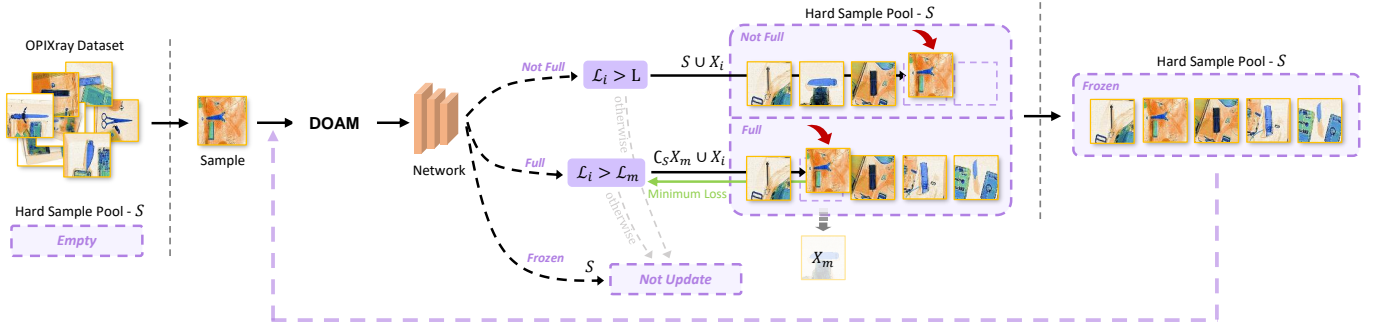 OPIXray Dataset
Hard Sample Pool - S
Empty
Sample
DOAM
Network
Not Full
Full
Frozen
S
ℒᵢ > L
ℒᵢ > ℒₘ
otherwise
otherwise
Not Update
S ∪ Xᵢ
∁ₛXₘ ∪ Xᵢ
Minimum Loss
Hard Sample Pool - S
Not Full
Full
Xₘ
Hard Sample Pool - S
Frozen